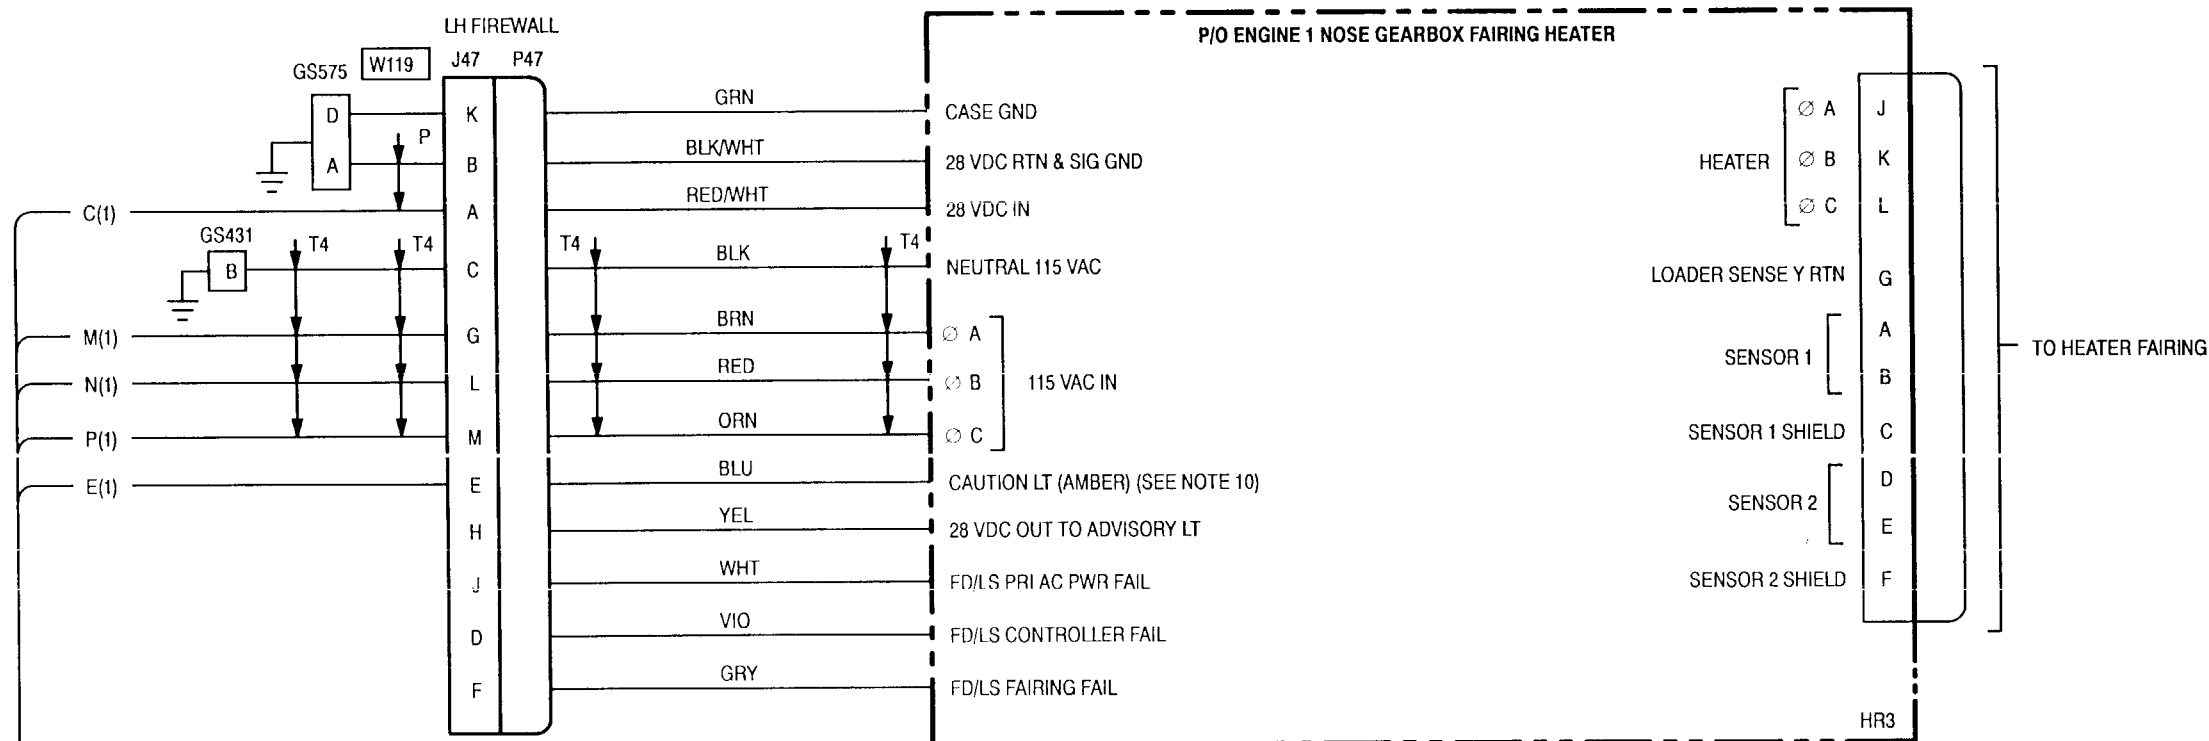 LH FIREWALL
P/O ENGINE 1 NOSE GEARBOX FAIRING HEATER
GS575 W119 J47 P47
D K GRN CASE GND
P
A B BLK/WHT 28 VDC RTN & SIG GND
C(1) A RED/WHT 28 VDC IN
GS431 T4 T4 T4 T4
B C BLK NEUTRAL 115 VAC
M(1) G BRN ∅ A
N(1) L RED ∅ B 115 VAC IN
P(1) M ORN ∅ C
E(1) E BLU CAUTION LT (AMBER) (SEE NOTE 10)
H YEL 28 VDC OUT TO ADVISORY LT
J WHT FD/LS PRI AC PWR FAIL
D VIO FD/LS CONTROLLER FAIL
F GRY FD/LS FAIRING FAIL
∅ A J
HEATER ∅ B K
∅ C L
LOADER SENSE Y RTN G
A
SENSOR 1
B
SENSOR 1 SHIELD C
D
SENSOR 2
E
SENSOR 2 SHIELD F
TO HEATER FAIRING
HR3